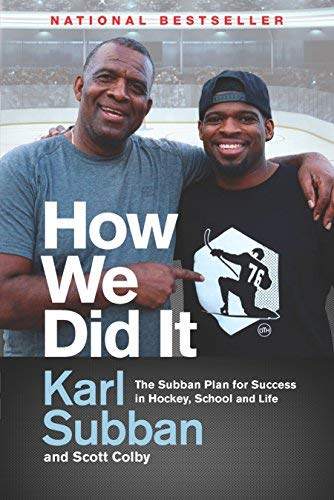 NATIONAL BESTSELLER
How
We
Did It
Karl
Subban
The Subban Plan for Success
in Hockey, School and Life
and Scott Colby
76